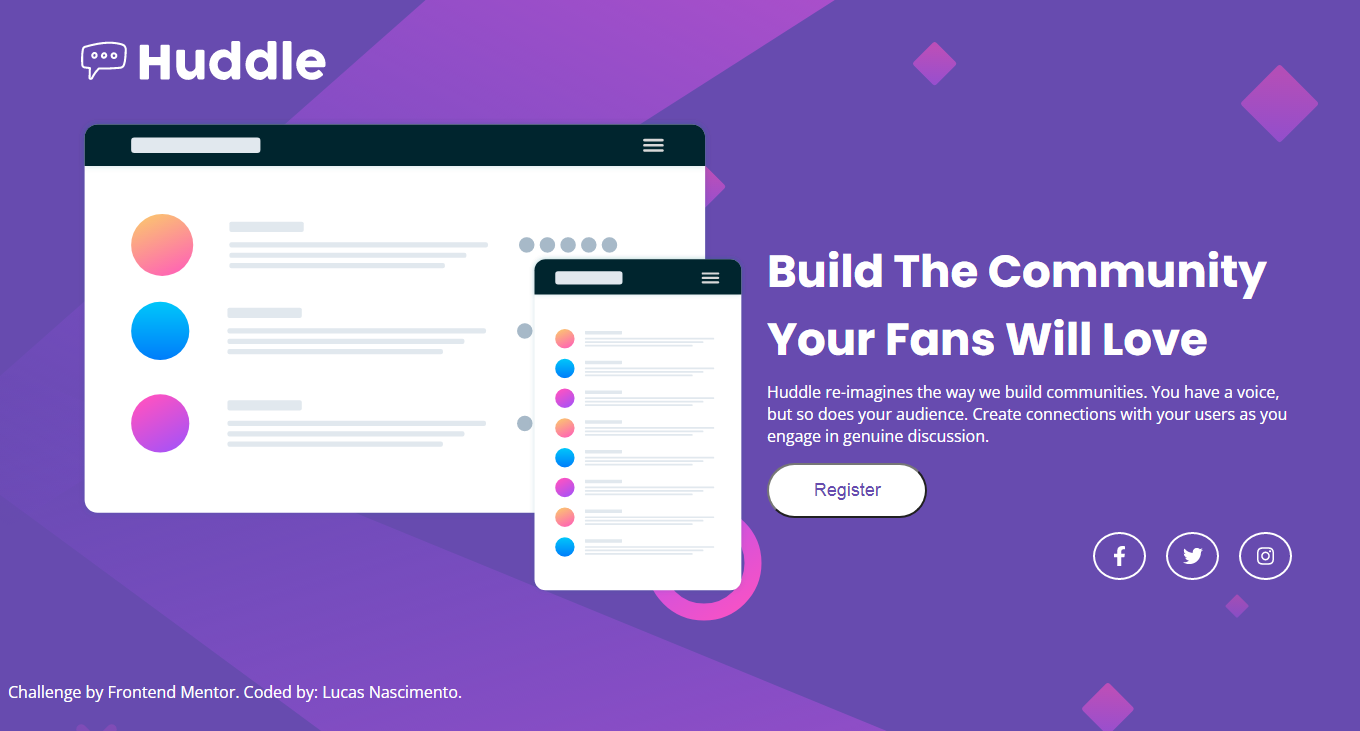 Huddle
Build The Community
Your Fans Will Love
Huddle re-imagines the way we build communities. You have a voice,
but so does your audience. Create connections with your users as you
engage in genuine discussion.
Register
Challenge by Frontend Mentor. Coded by: Lucas Nascimento.